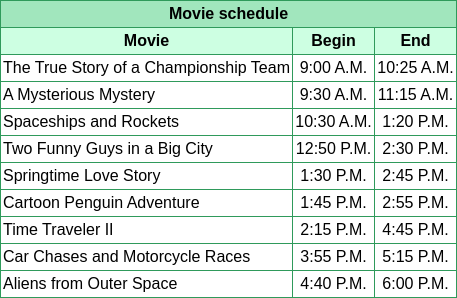 Movie schedule
Movie Begin End
The True Story of a Championship Team 9:00 A.M. 10:25 A.M.
A Mysterious Mystery 9:30 A.M. 11:15 A.M.
Spaceships and Rockets 10:30 A.M. 1:20 P.M.
Two Funny Guys in a Big City 12:50 P.M. 2:30 P.M.
Springtime Love Story 1:30 P.M. 2:45 P.M.
Cartoon Penguin Adventure 1:45 P.M. 2:55 P.M.
Time Traveler II 2:15 P.M. 4:45 P.M.
Car Chases and Motorcycle Races 3:55 P.M. 5:15 P.M.
Aliens from Outer Space 4:40 P.M. 6:00 P.M.